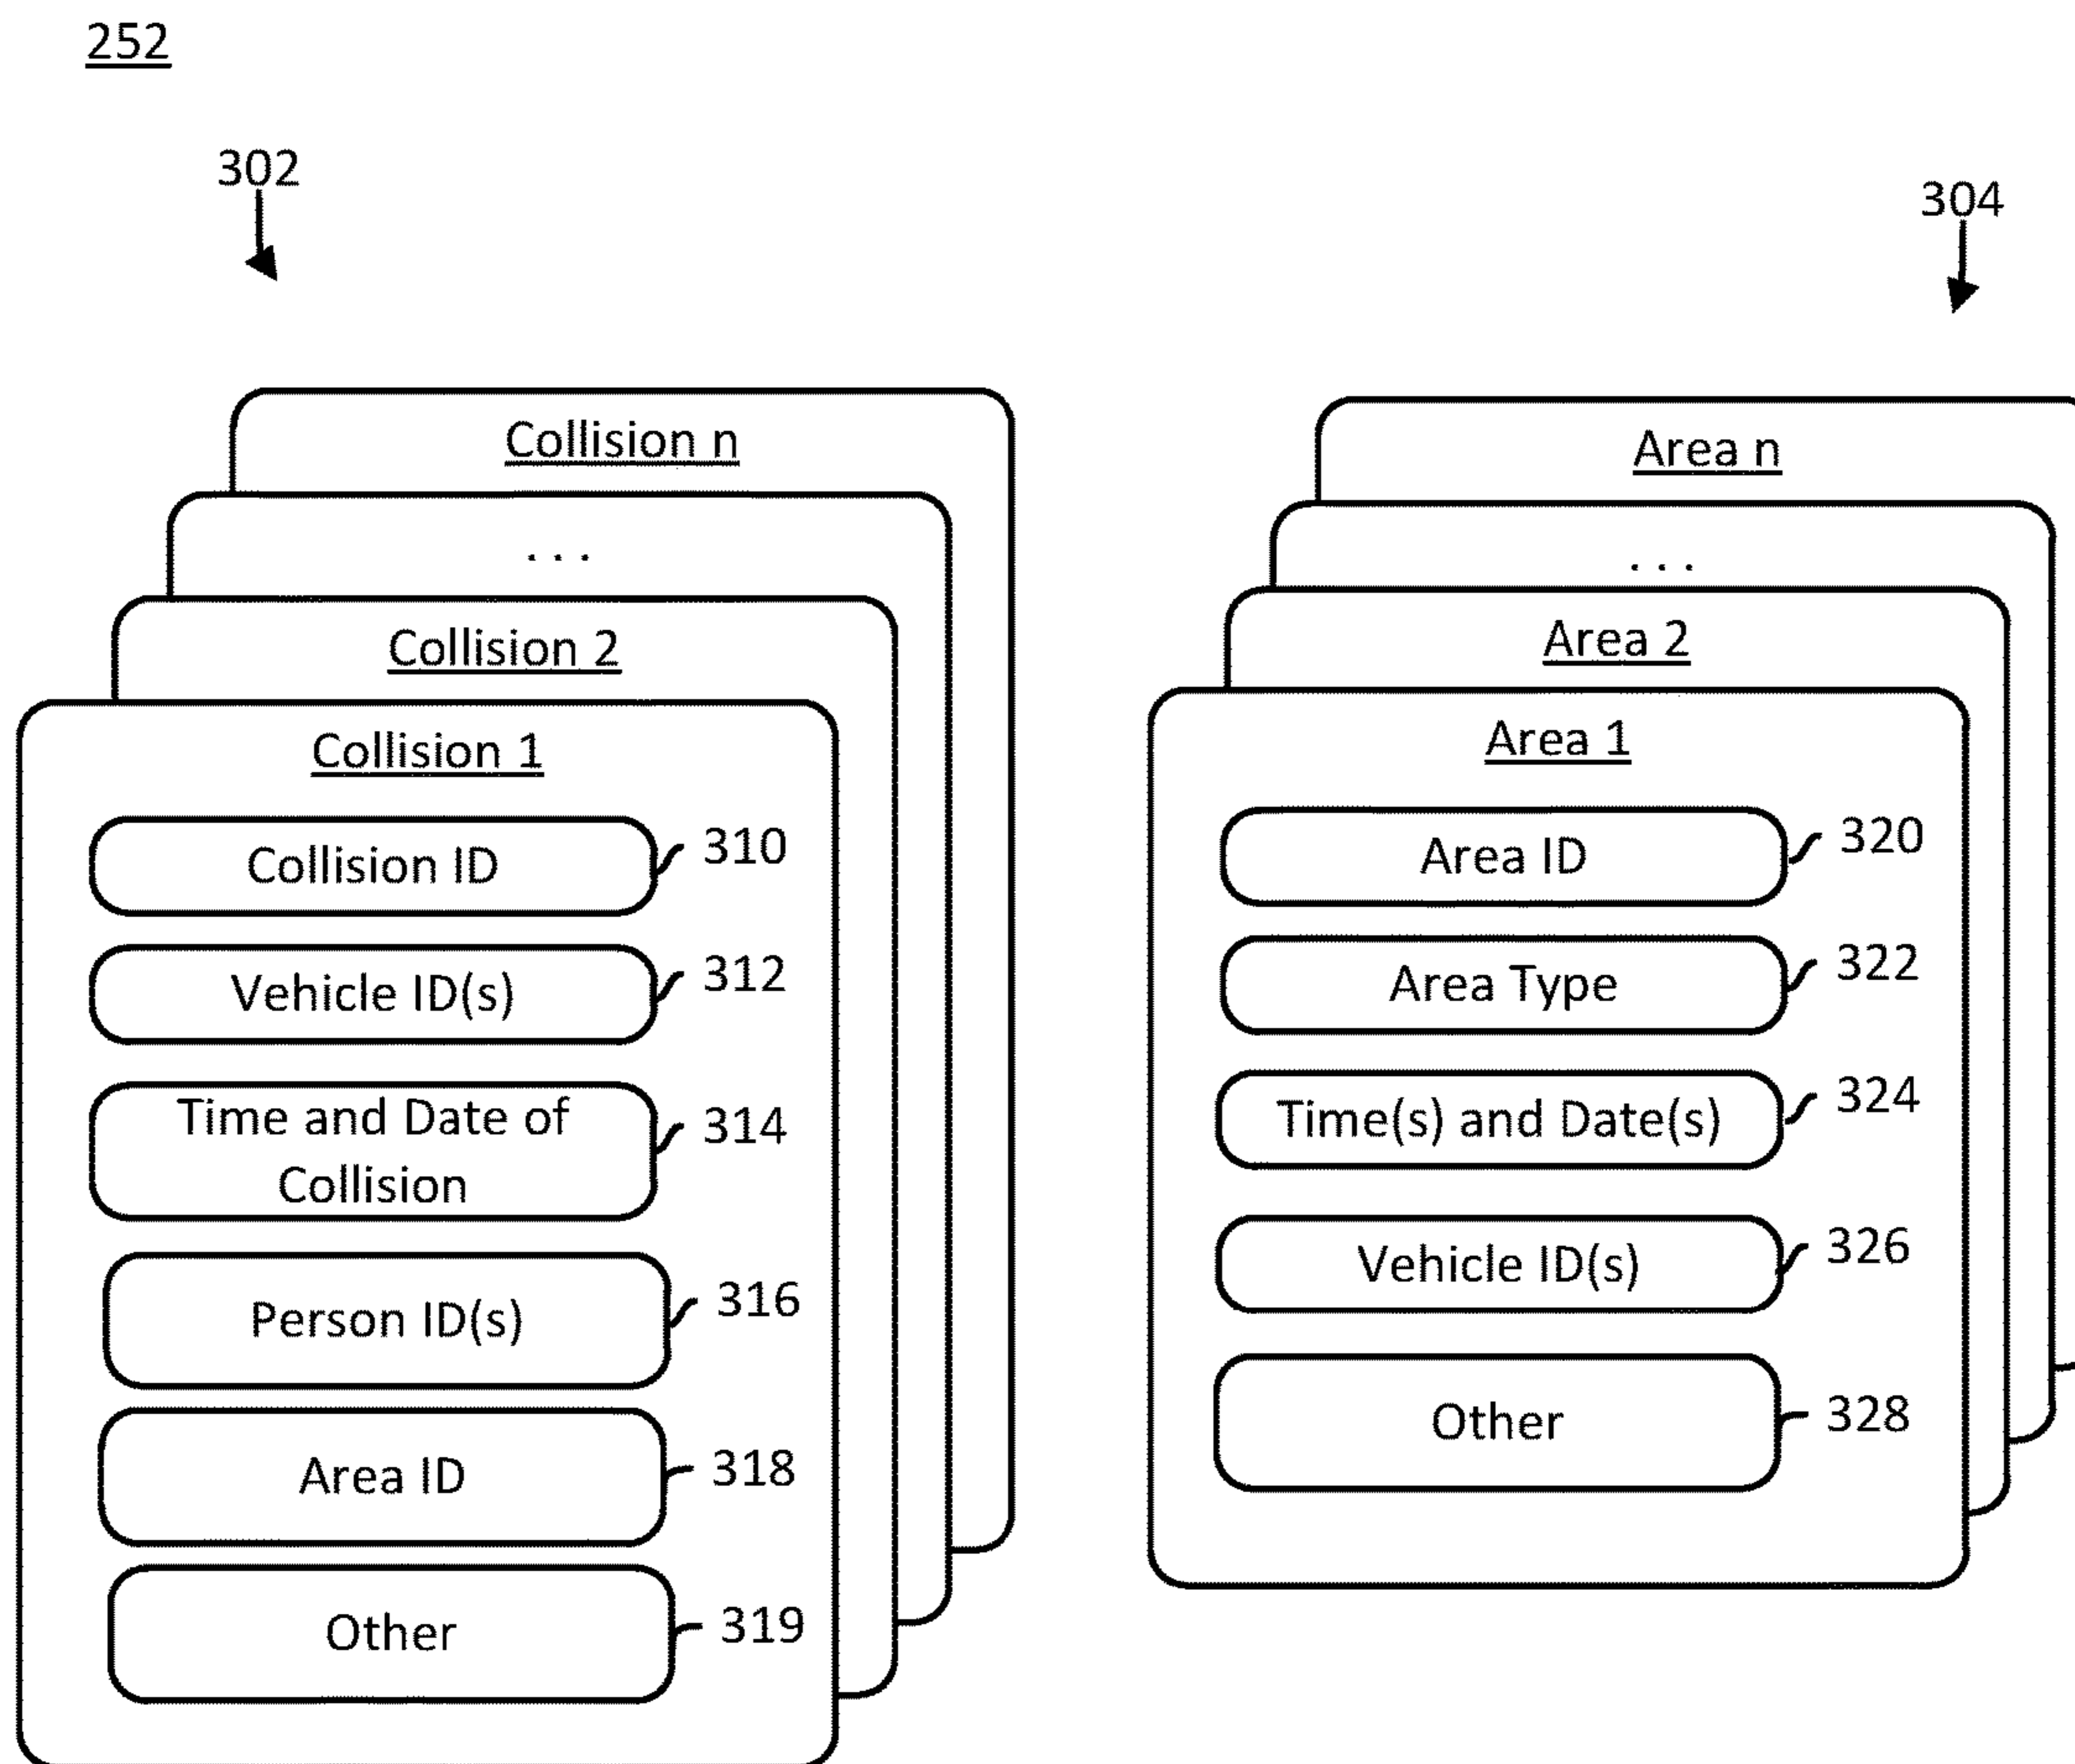 252
302
304
Collision n
. . .
Collision 2
Collision 1
Collision ID
310
Vehicle ID(s)
312
Time and Date of
Collision
314
Person ID(s)
316
Area ID
318
Other
319
Area n
. . .
Area 2
Area 1
Area ID
320
Area Type
322
Time(s) and Date(s)
324
Vehicle ID(s)
326
Other
328